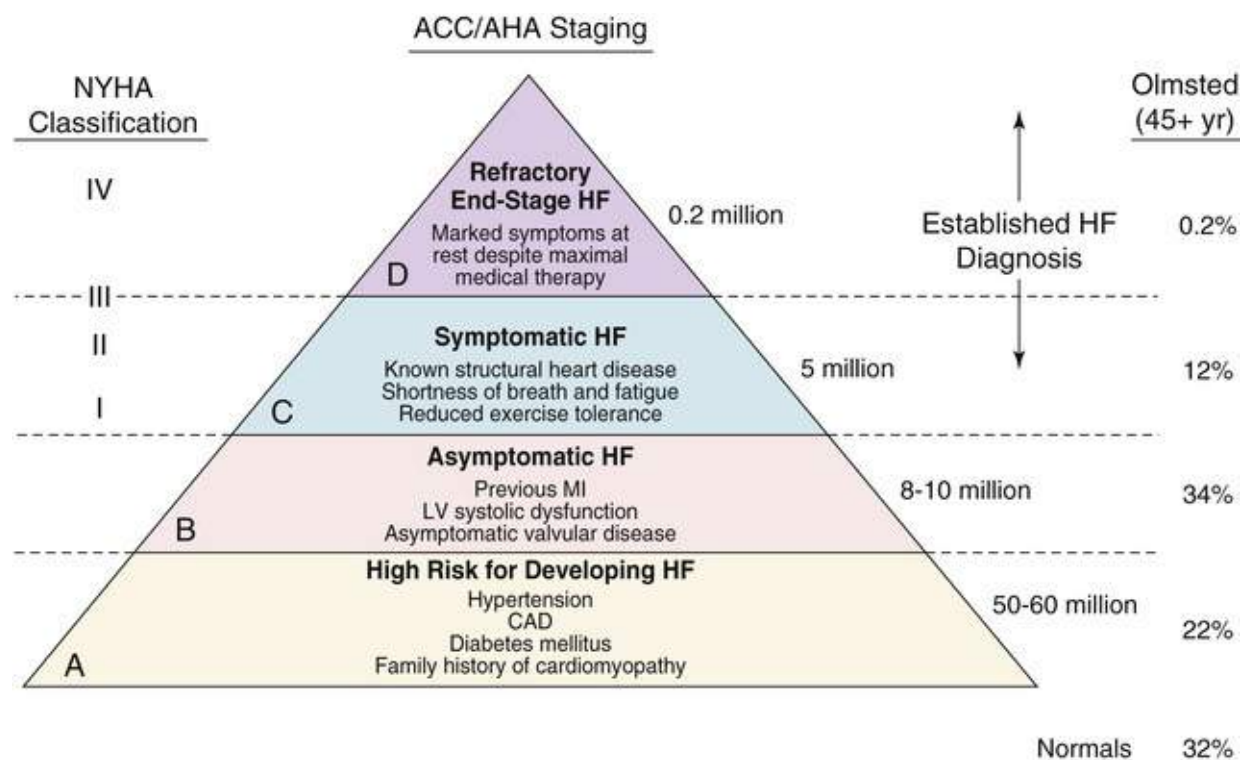 ACC/AHA Staging
NYHA
Classification
IV
III
II
I
Refractory
End-Stage HF
Marked symptoms at
rest despite maximal
medical therapy
D
Symptomatic HF
Known structural heart disease
Shortness of breath and fatigue
Reduced exercise tolerance
C
Asymptomatic HF
Previous MI
LV systolic dysfunction
Asymptomatic valvular disease
B
High Risk for Developing HF
Hypertension
CAD
Diabetes mellitus
Family history of cardiomyopathy
A
0.2 million
5 million
8-10 million
50-60 million
Established HF
Diagnosis
Olmsted
(45+ yr)
0.2%
12%
34%
22%
Normals 32%